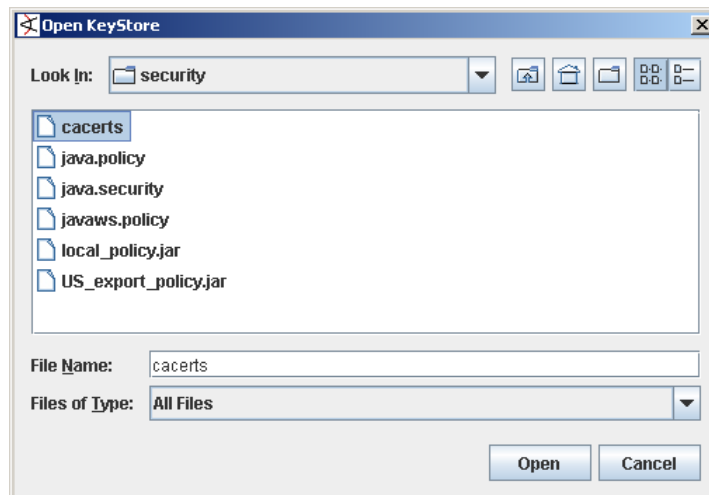 Open KeyStore
Look In: security
cacerts
java.policy
java.security
javaws.policy
local_policy.jar
US_export_policy.jar
File Name: cacerts
Files of Type: All Files
Open Cancel